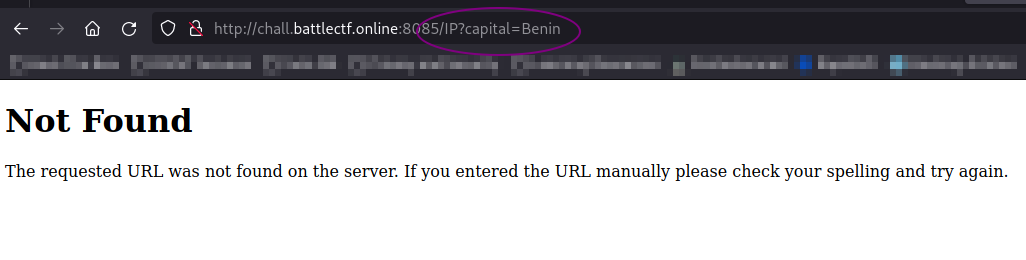 http://chall.battlectf.online:8085/IP?capital=Benin
Not Found
The requested URL was not found on the server. If you entered the URL manually please check your spelling and try again.